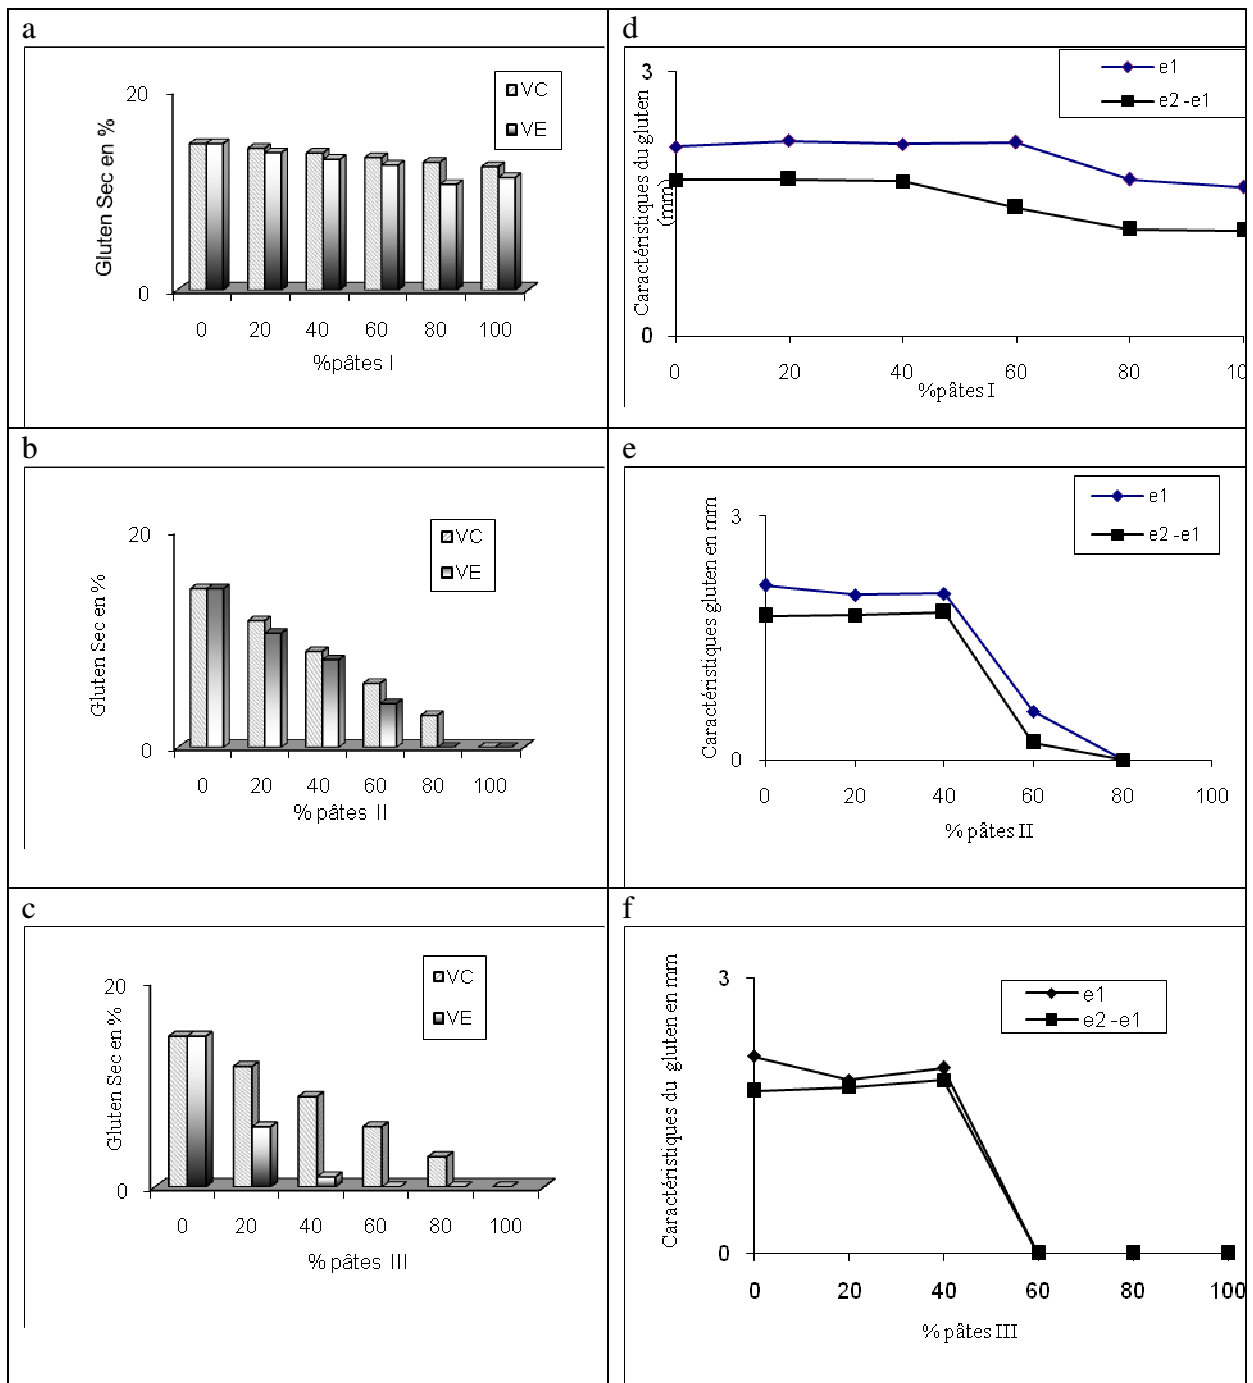 a
20
VC
VE
Gluten Sec en %
0
0 20 40 60 80 100
%pâtes I
d
3
e1
e2-e1
Caractéristiques du gluten
(mm)
0
0 20 40 60 80 10
%pâtes I
b
20
VC
VE
Gluten Sec en %
0
0 20 40 60 80 100
% pâtes II
e
3
e1
e2-e1
Caractéristiques gluten en mm
0
0 20 40 60 80 100
% pâtes II
c
20
VC
VE
Gluten Sec en %
0
0 20 40 60 80 100
% pâtes III
f
3
e1
e2-e1
Caractéristiques du gluten en mm
0
0 20 40 60 80 100
% pâtes III